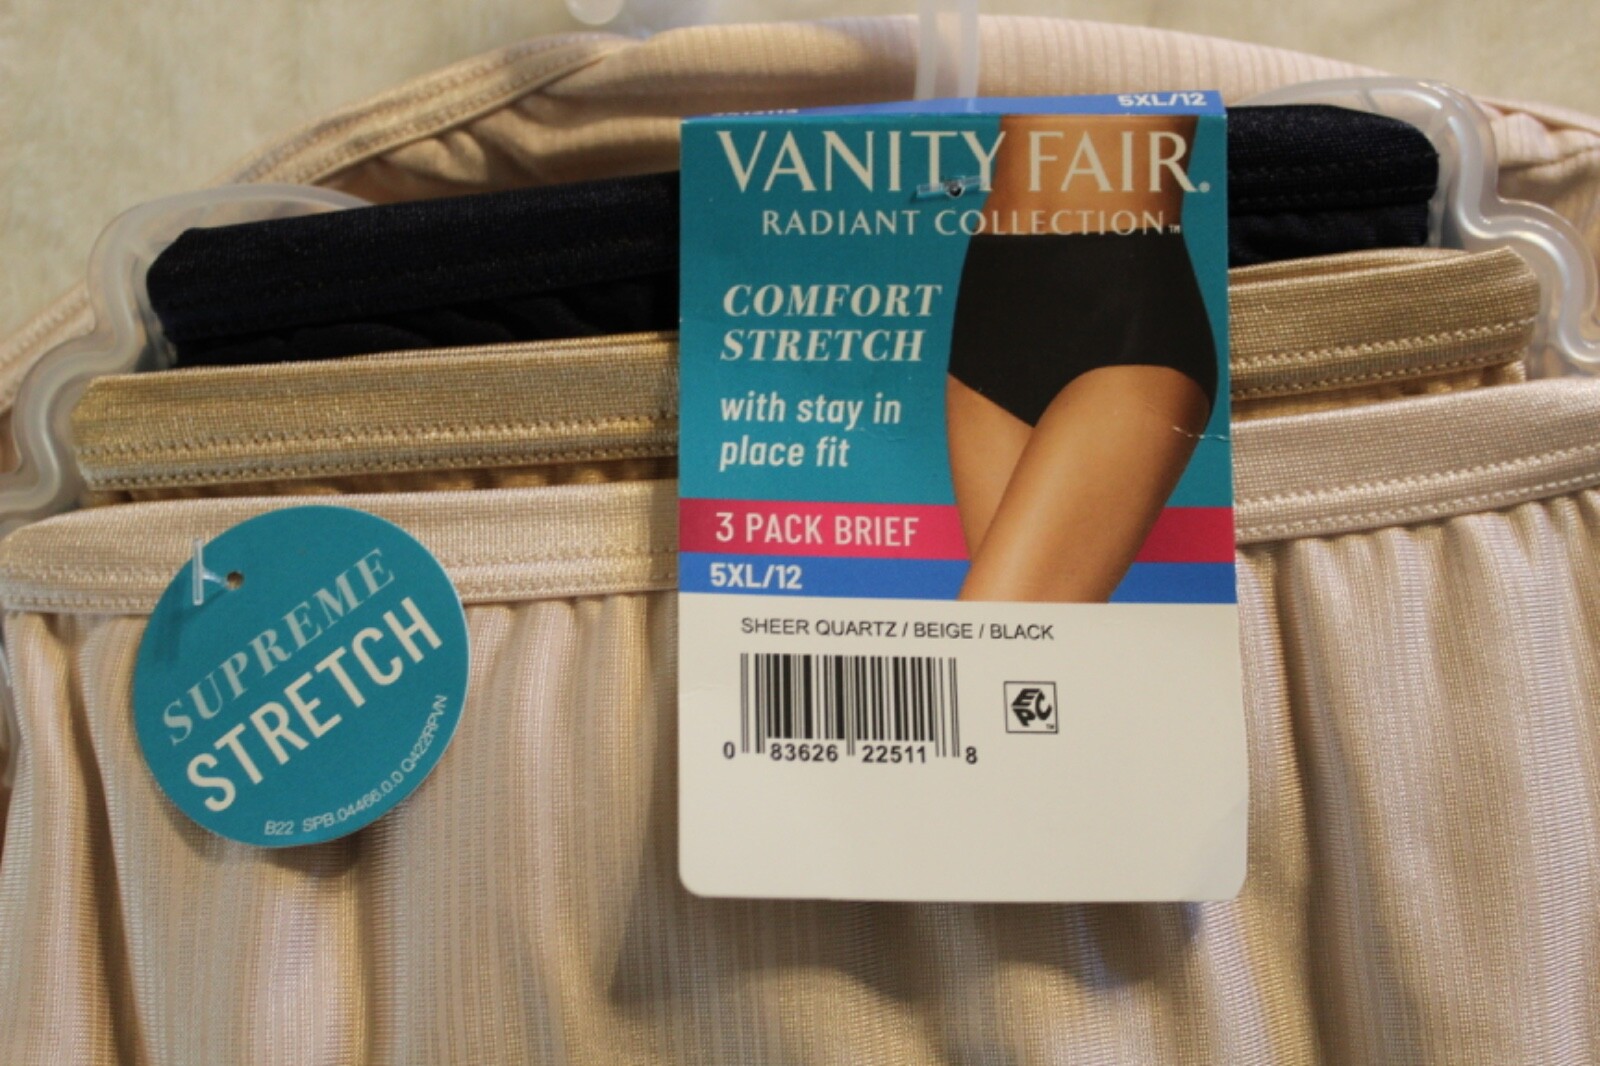 5XL/12
VANITY FAIR®
RADIANT COLLECTION™
COMFORT
STRETCH
with stay in
place fit
3 PACK BRIEF
5XL/12
SHEER QUARTZ / BEIGE / BLACK
0 83626 22511 8
EPC™
SUPREME
STRETCH
B22 SPB.04466.0.0 Q422RPVN